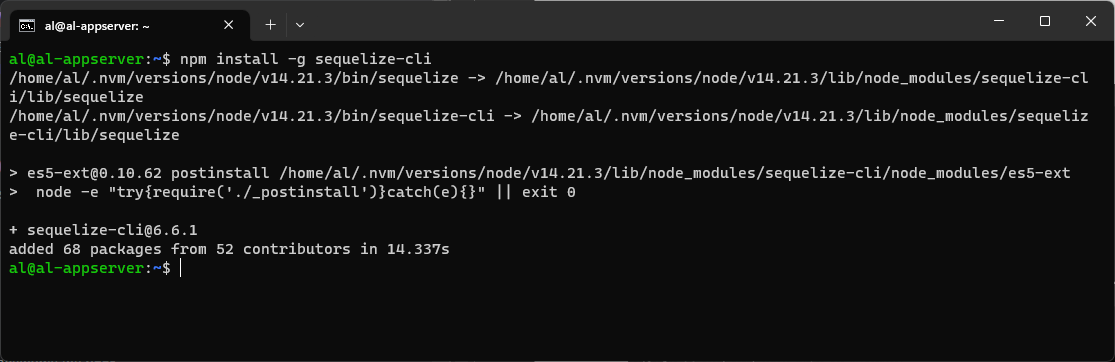 al@al-appserver: ~
al@al-appserver:~$ npm install -g sequelize-cli
/home/al/.nvm/versions/node/v14.21.3/bin/sequelize -> /home/al/.nvm/versions/node/v14.21.3/lib/node_modules/sequelize-cl
i/lib/sequelize
/home/al/.nvm/versions/node/v14.21.3/bin/sequelize-cli -> /home/al/.nvm/versions/node/v14.21.3/lib/node_modules/sequeliz
e-cli/lib/sequelize
> es5-ext@0.10.62 postinstall /home/al/.nvm/versions/node/v14.21.3/lib/node_modules/sequelize-cli/node_modules/es5-ext
>  node -e "try{require('./_postinstall')}catch(e){}" || exit 0
+ sequelize-cli@6.6.1
added 68 packages from 52 contributors in 14.337s
al@al-appserver:~$